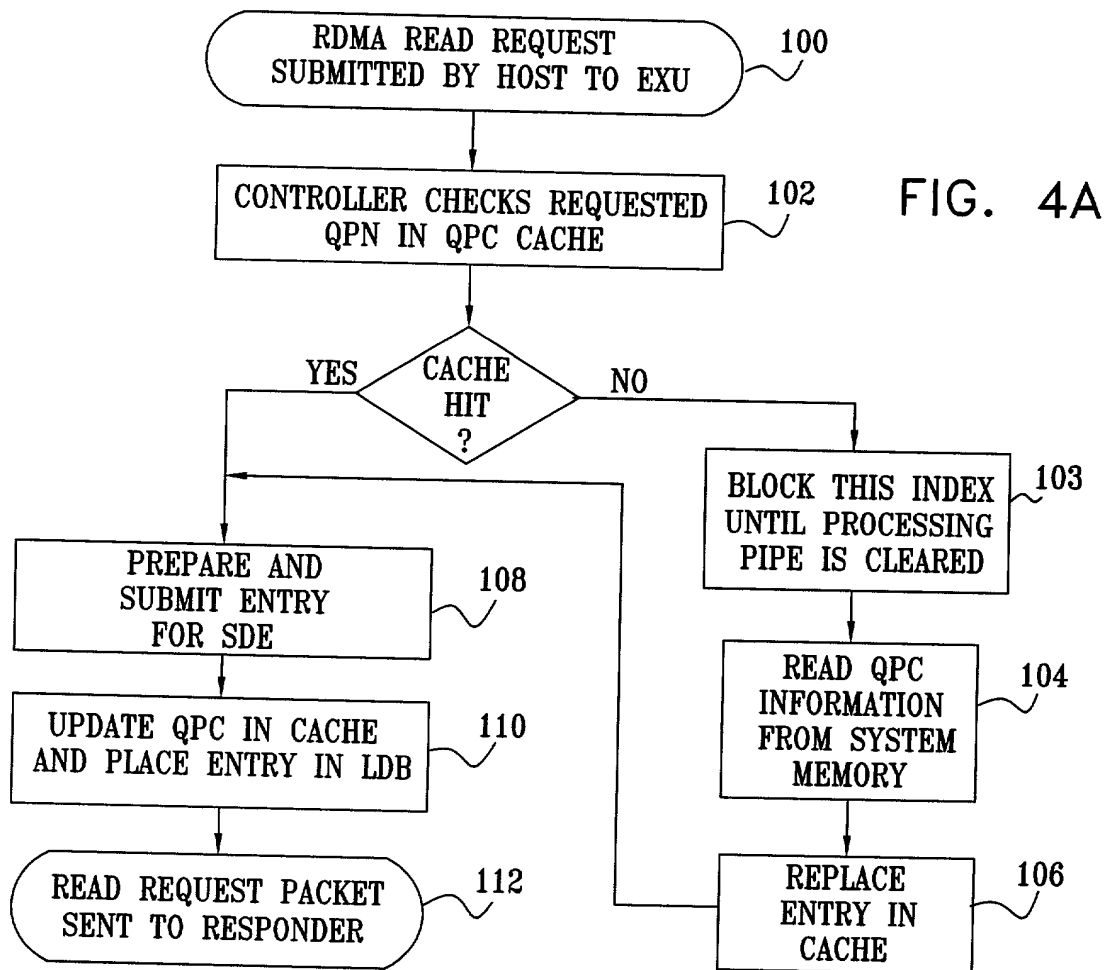 RDMA READ REQUEST
SUBMITTED BY HOST TO EXU
100
CONTROLLER CHECKS REQUESTED
QPN IN QPC CACHE
102
FIG. 4A
CACHE
HIT
?
YES
NO
BLOCK THIS INDEX
UNTIL PROCESSING
PIPE IS CLEARED
103
PREPARE AND
SUBMIT ENTRY
FOR SDE
108
READ QPC
INFORMATION
FROM SYSTEM
MEMORY
104
UPDATE QPC IN CACHE
AND PLACE ENTRY IN LDB
110
REPLACE
ENTRY IN
CACHE
106
READ REQUEST PACKET
SENT TO RESPONDER
112